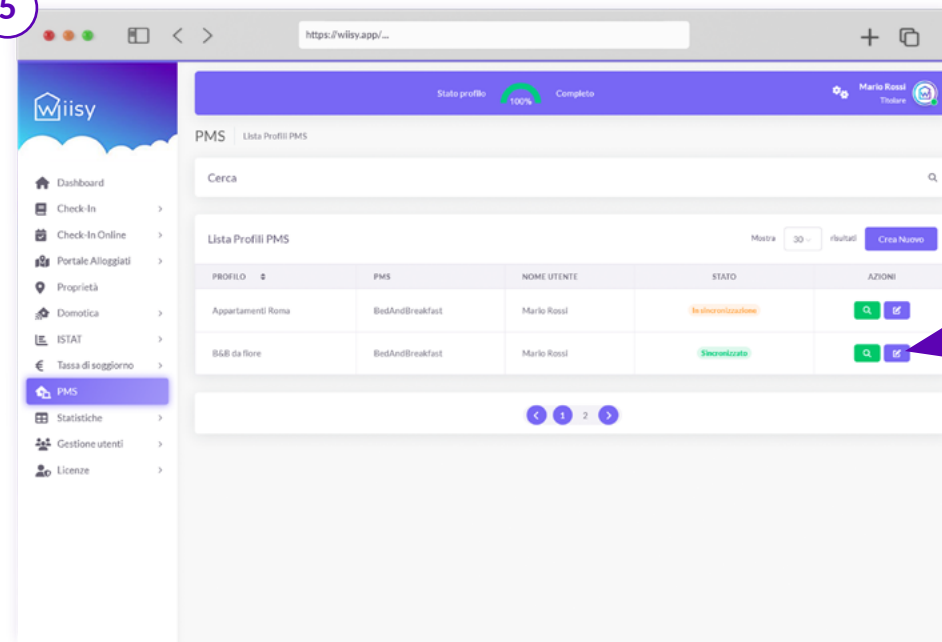 5
https://wiisy.app/...
Wiisy
Stato profilo 100% Completo
Mario Rossi
Titolare
PMS Lista Profili PMS
Cerca
Dashboard
Check-In
Check-In Online
Portale Alloggiati
Proprietà
Domotica
ISTAT
Tassa di soggiorno
PMS
Statistiche
Gestione utenti
Licenze
Lista Profili PMS Mostra 30 risultati Crea Nuovo
PROFILO PMS NOME UTENTE STATO AZIONI
Appartamenti Roma BedAndBreakfast Mario Rossi In sincronizzazione
B&B da fiore BedAndBreakfast Mario Rossi Sincronizzato
1 2